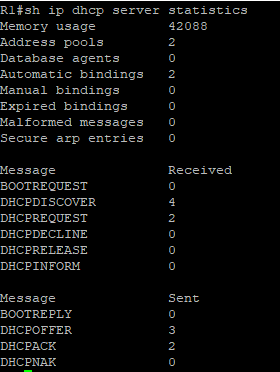 R1#sh ip dhcp server statistics
Memory usage 42088
Address pools 2
Database agents 0
Automatic bindings 2
Manual bindings 0
Expired bindings 0
Malformed messages 0
Secure arp entries 0
Message Received
BOOTREQUEST 0
DHCPDISCOVER 4
DHCPREQUEST 2
DHCPDECLINE 0
DHCPRELEASE 0
DHCPINFORM 0
Message Sent
BOOTREPLY 0
DHCPOFFER 3
DHCPACK 2
DHCPNAK 0